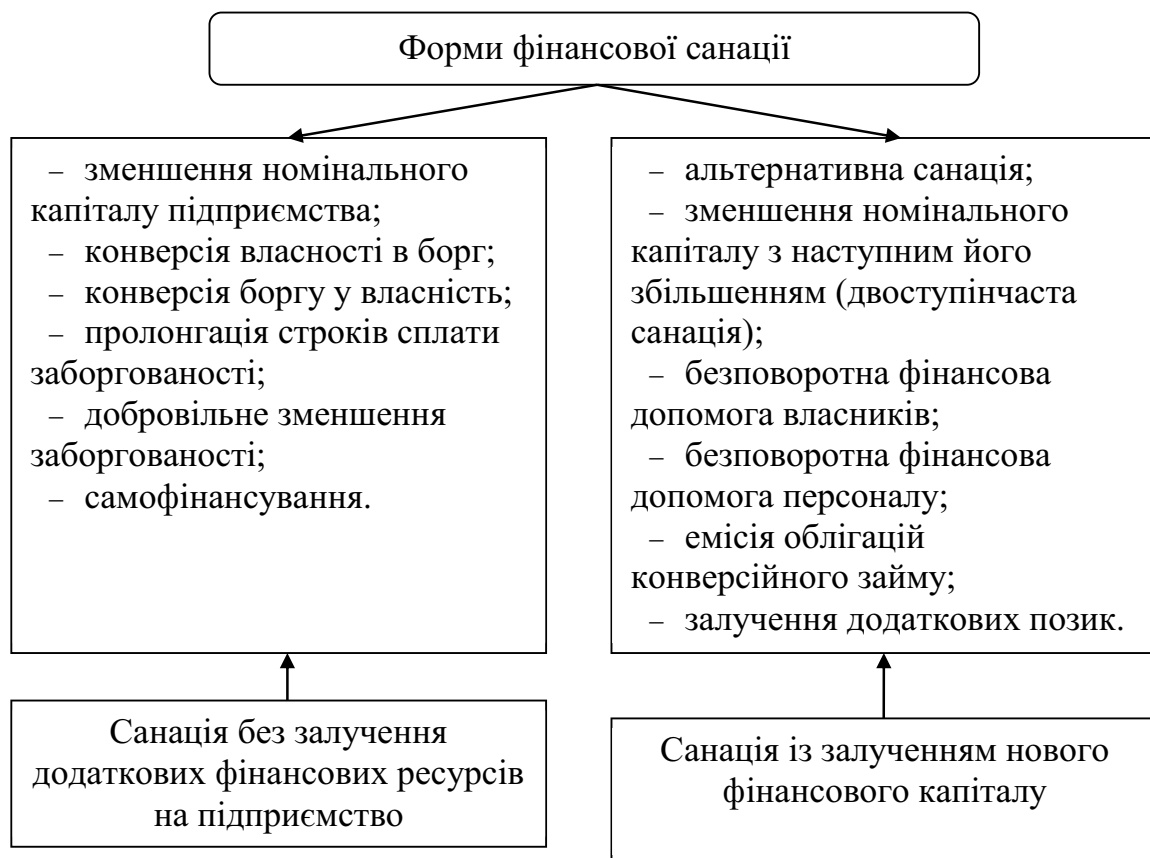 Форми фінансової санації
– зменшення номінального
капіталу підприємства;
– конверсія власності в борг;
– конверсія боргу у власність;
– пролонгація строків сплати
заборгованості;
– добровільне зменшення
заборгованості;
– самофінансування.
– альтернативна санація;
– зменшення номінального
капіталу з наступним його
збільшенням (двоступінчаста
санація);
– безповоротна фінансова
допомога власників;
– безповоротна фінансова
допомога персоналу;
– емісія облігацій
конверсійного займу;
– залучення додаткових позик.
Санація без залучення
додаткових фінансових ресурсів
на підприємство
Санація із залученням нового
фінансового капіталу